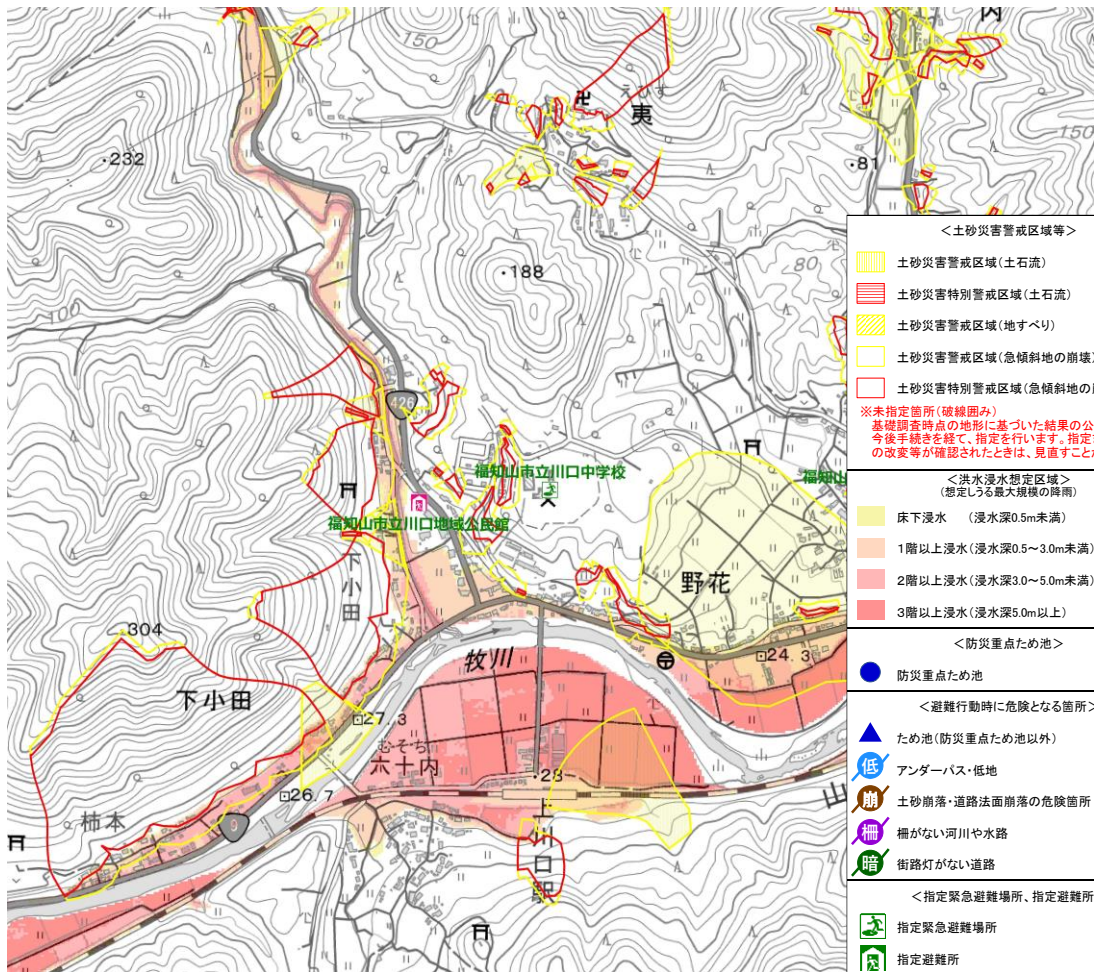 150
内
えびす
卍
夷
232
81
150
188
80
100
426
福知山市立川口中学校
福知山
福知山市立川口地域公民館
下小田
野花
304
牧川
24.3
下小田
27.3
むそち
六十内
28
26.7
上川口駅
山
柿本
9
＜土砂災害警戒区域等＞
土砂災害警戒区域(土石流)
土砂災害特別警戒区域(土石流)
土砂災害警戒区域(地すべり)
土砂災害警戒区域(急傾斜地の崩壊)
土砂災害特別警戒区域(急傾斜地の
※未指定箇所(破線囲み)
基礎調査時点の地形に基づいた結果の公
今後手続きを経て、指定を行います。指定
の改変等が確認されたときは、見直すこと
＜洪水浸水想定区域＞
(想定しうる最大規模の降雨)
床下浸水 (浸水深0.5m未満)
1階以上浸水(浸水深0.5～3.0m未満)
2階以上浸水(浸水深3.0～5.0m未満)
3階以上浸水(浸水深5.0m以上)
＜防災重点ため池＞
防災重点ため池
＜避難行動時に危険となる箇所＞
ため池(防災重点ため池以外)
低 アンダーパス・低地
崩 土砂崩落・道路法面崩落の危険箇所
柵 柵がない河川や水路
暗 街路灯がない道路
＜指定緊急避難場所、指定避難所
指定緊急避難場所
指定避難所